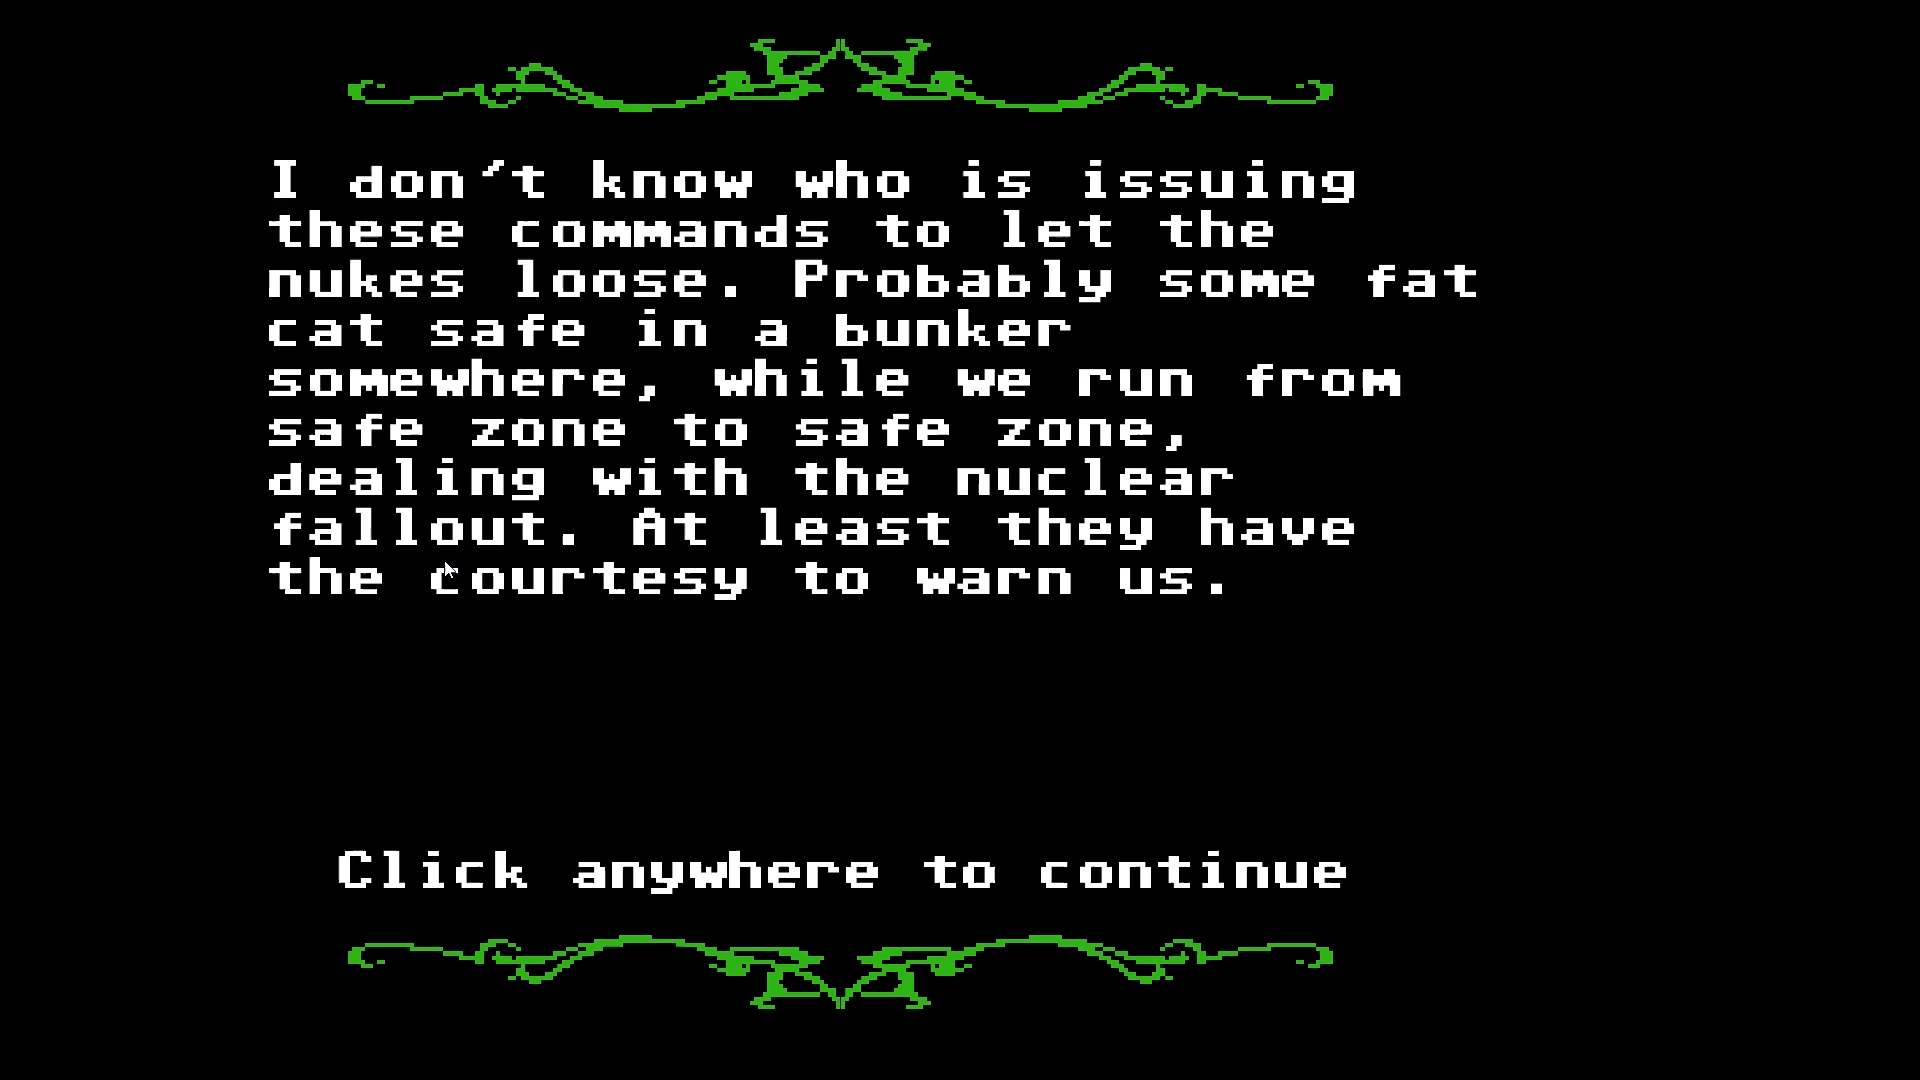 I don't know who is issuing
these commands to let the
nukes loose. Probably some fat
cat safe in a bunker
somewhere, while we run from
safe zone to safe zone,
dealing with the nuclear
fallout. At least they have
the courtesy to warn us.
Click anywhere to continue